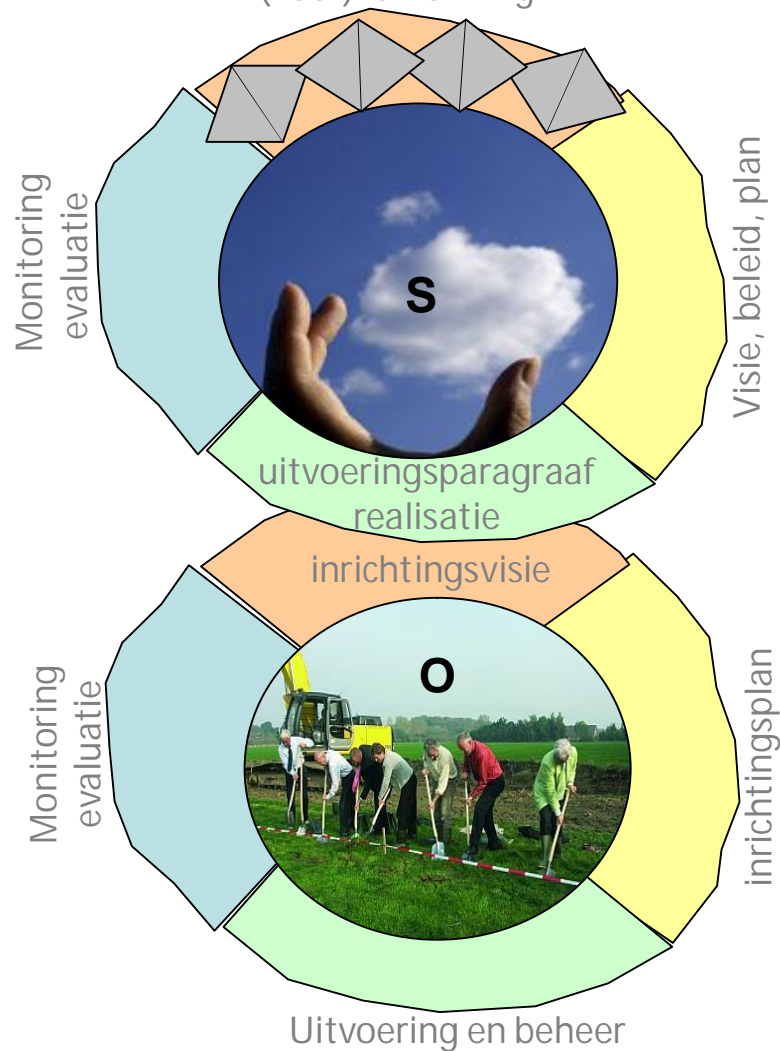 Monitoring
evaluatie
Visie, beleid, plan
S
uitvoeringsparagraaf
realisatie
inrichtingsvisie
O
Monitoring
evaluatie
inrichtingsplan
Uitvoering en beheer